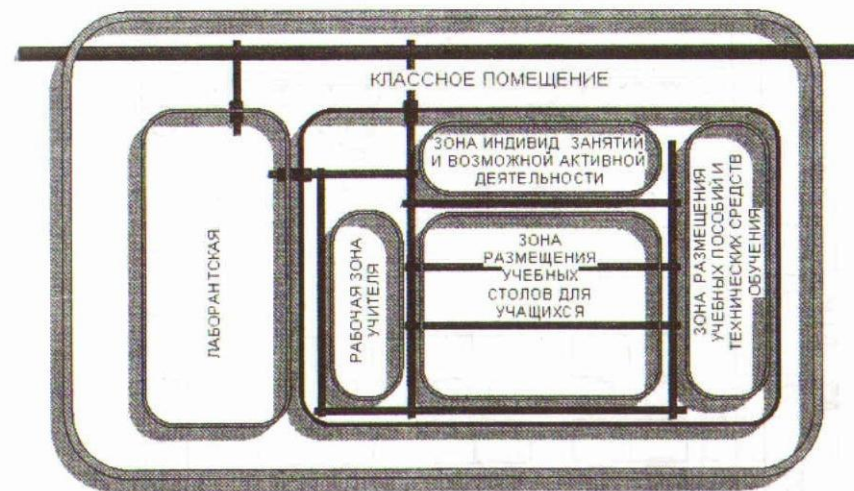 КЛАССНОЕ ПОМЕЩЕНИЕ
ЗОНА ИНДИВИД. ЗАНЯТИЙ
И ВОЗМОЖНОЙ АКТИВНОЙ
ДЕЯТЕЛЬНОСТИ
ЛАБОРАНТСКАЯ
РАБОЧАЯ ЗОНА
УЧИТЕЛЯ
ЗОНА
РАЗМЕЩЕНИЯ
УЧЕБНЫХ
СТОЛОВ ДЛЯ
УЧАЩИХСЯ
ЗОНА РАЗМЕЩЕНИЯ
УЧЕБНЫХ ПОСОБИЙ И
ТЕХНИЧЕСКИХ СРЕДСТВ
ОБУЧЕНИЯ